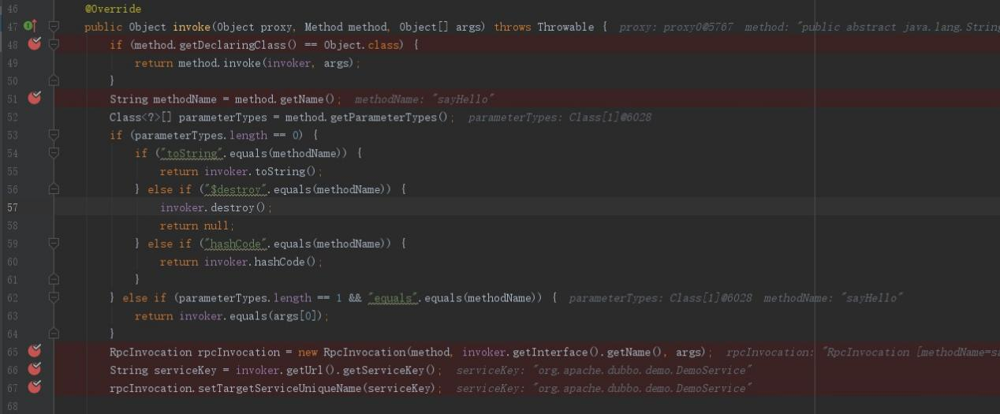 46 @Override
47 public Object invoke(Object proxy, Method method, Object[] args) throws Throwable { proxy: proxy0@5767 method: "public abstract java.lang.String
48 if (method.getDeclaringClass() == Object.class) {
49 return method.invoke(invoker, args);
50 }
51 String methodName = method.getName(); methodName: "sayHello"
52 Class<?>[] parameterTypes = method.getParameterTypes(); parameterTypes: Class[1]@6028
53 if (parameterTypes.length == 0) {
54 if ("toString".equals(methodName)) {
55 return invoker.toString();
56 } else if ("$destroy".equals(methodName)) {
57 invoker.destroy();
58 return null;
59 } else if ("hashCode".equals(methodName)) {
60 return invoker.hashCode();
61 }
62 } else if (parameterTypes.length == 1 && "equals".equals(methodName)) { parameterTypes: Class[1]@6028 methodName: "sayHello"
63 return invoker.equals(args[0]);
64 }
65 RpcInvocation rpcInvocation = new RpcInvocation(method, invoker.getInterface().getName(), args); rpcInvocation: "RpcInvocation [methodName=sa
66 String serviceKey = invoker.getUrl().getServiceKey(); serviceKey: "org.apache.dubbo.demo.DemoService"
67 rpcInvocation.setTargetServiceUniqueName(serviceKey); serviceKey: "org.apache.dubbo.demo.DemoService"
68